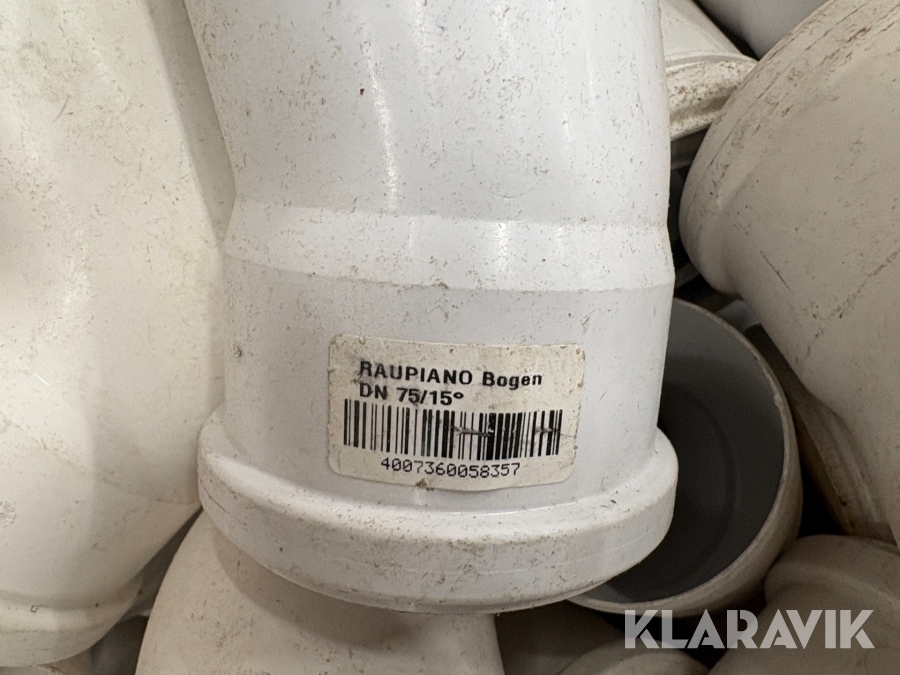 RAUPIANO Bogen
DN 75/15°
4007360058357
KLARAVIK